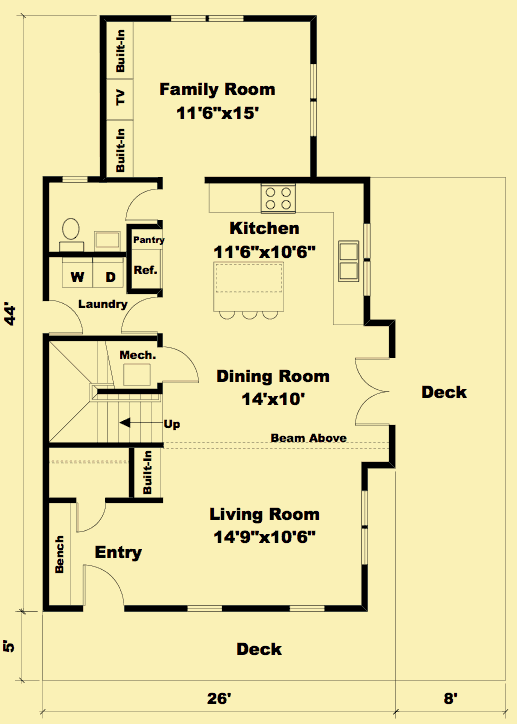 Built-In
TV
Built-In
Family Room
11'6"x15'
Kitchen
11'6"x10'6"
Pantry
Ref.
W
D
Laundry
44'
Mech.
Dining Room
14'x10'
Deck
Up
Beam Above
Built-In
Living Room
14'9"x10'6"
Bench
Entry
5'
Deck
26'
8'